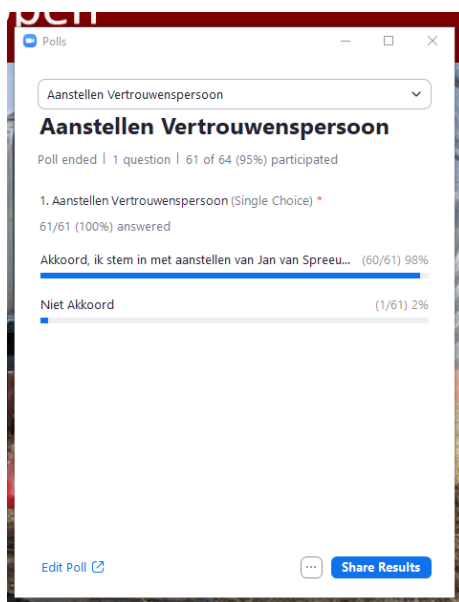 pen
Polls
Aanstellen Vertrouwenspersoon
Aanstellen Vertrouwenspersoon
Poll ended | 1 question | 61 of 64 (95%) participated
1. Aanstellen Vertrouwenspersoon (Single Choice) *
61/61 (100%) answered
Akkoord, ik stem in met aanstellen van Jan van Spreeu... (60/61) 98%
Niet Akkoord (1/61) 2%
Edit Poll ... Share Results